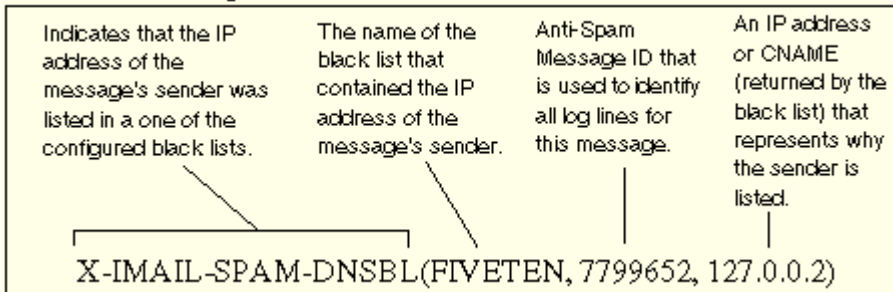 Indicates that the IP
address of the
message's sender was
listed in a one of the
configured black lists.
The name of the
black list that
contained the IP
address of the
message's sender.
Anti-Spam
Message ID that
is used to identify
all log lines for
this message.
An IP address
or CNAME
(returned by the
black list) that
represents why
the sender is
listed.
X-IMAIL-SPAM-DNSBL(FIVETEN, 7799652, 127.0.0.2)